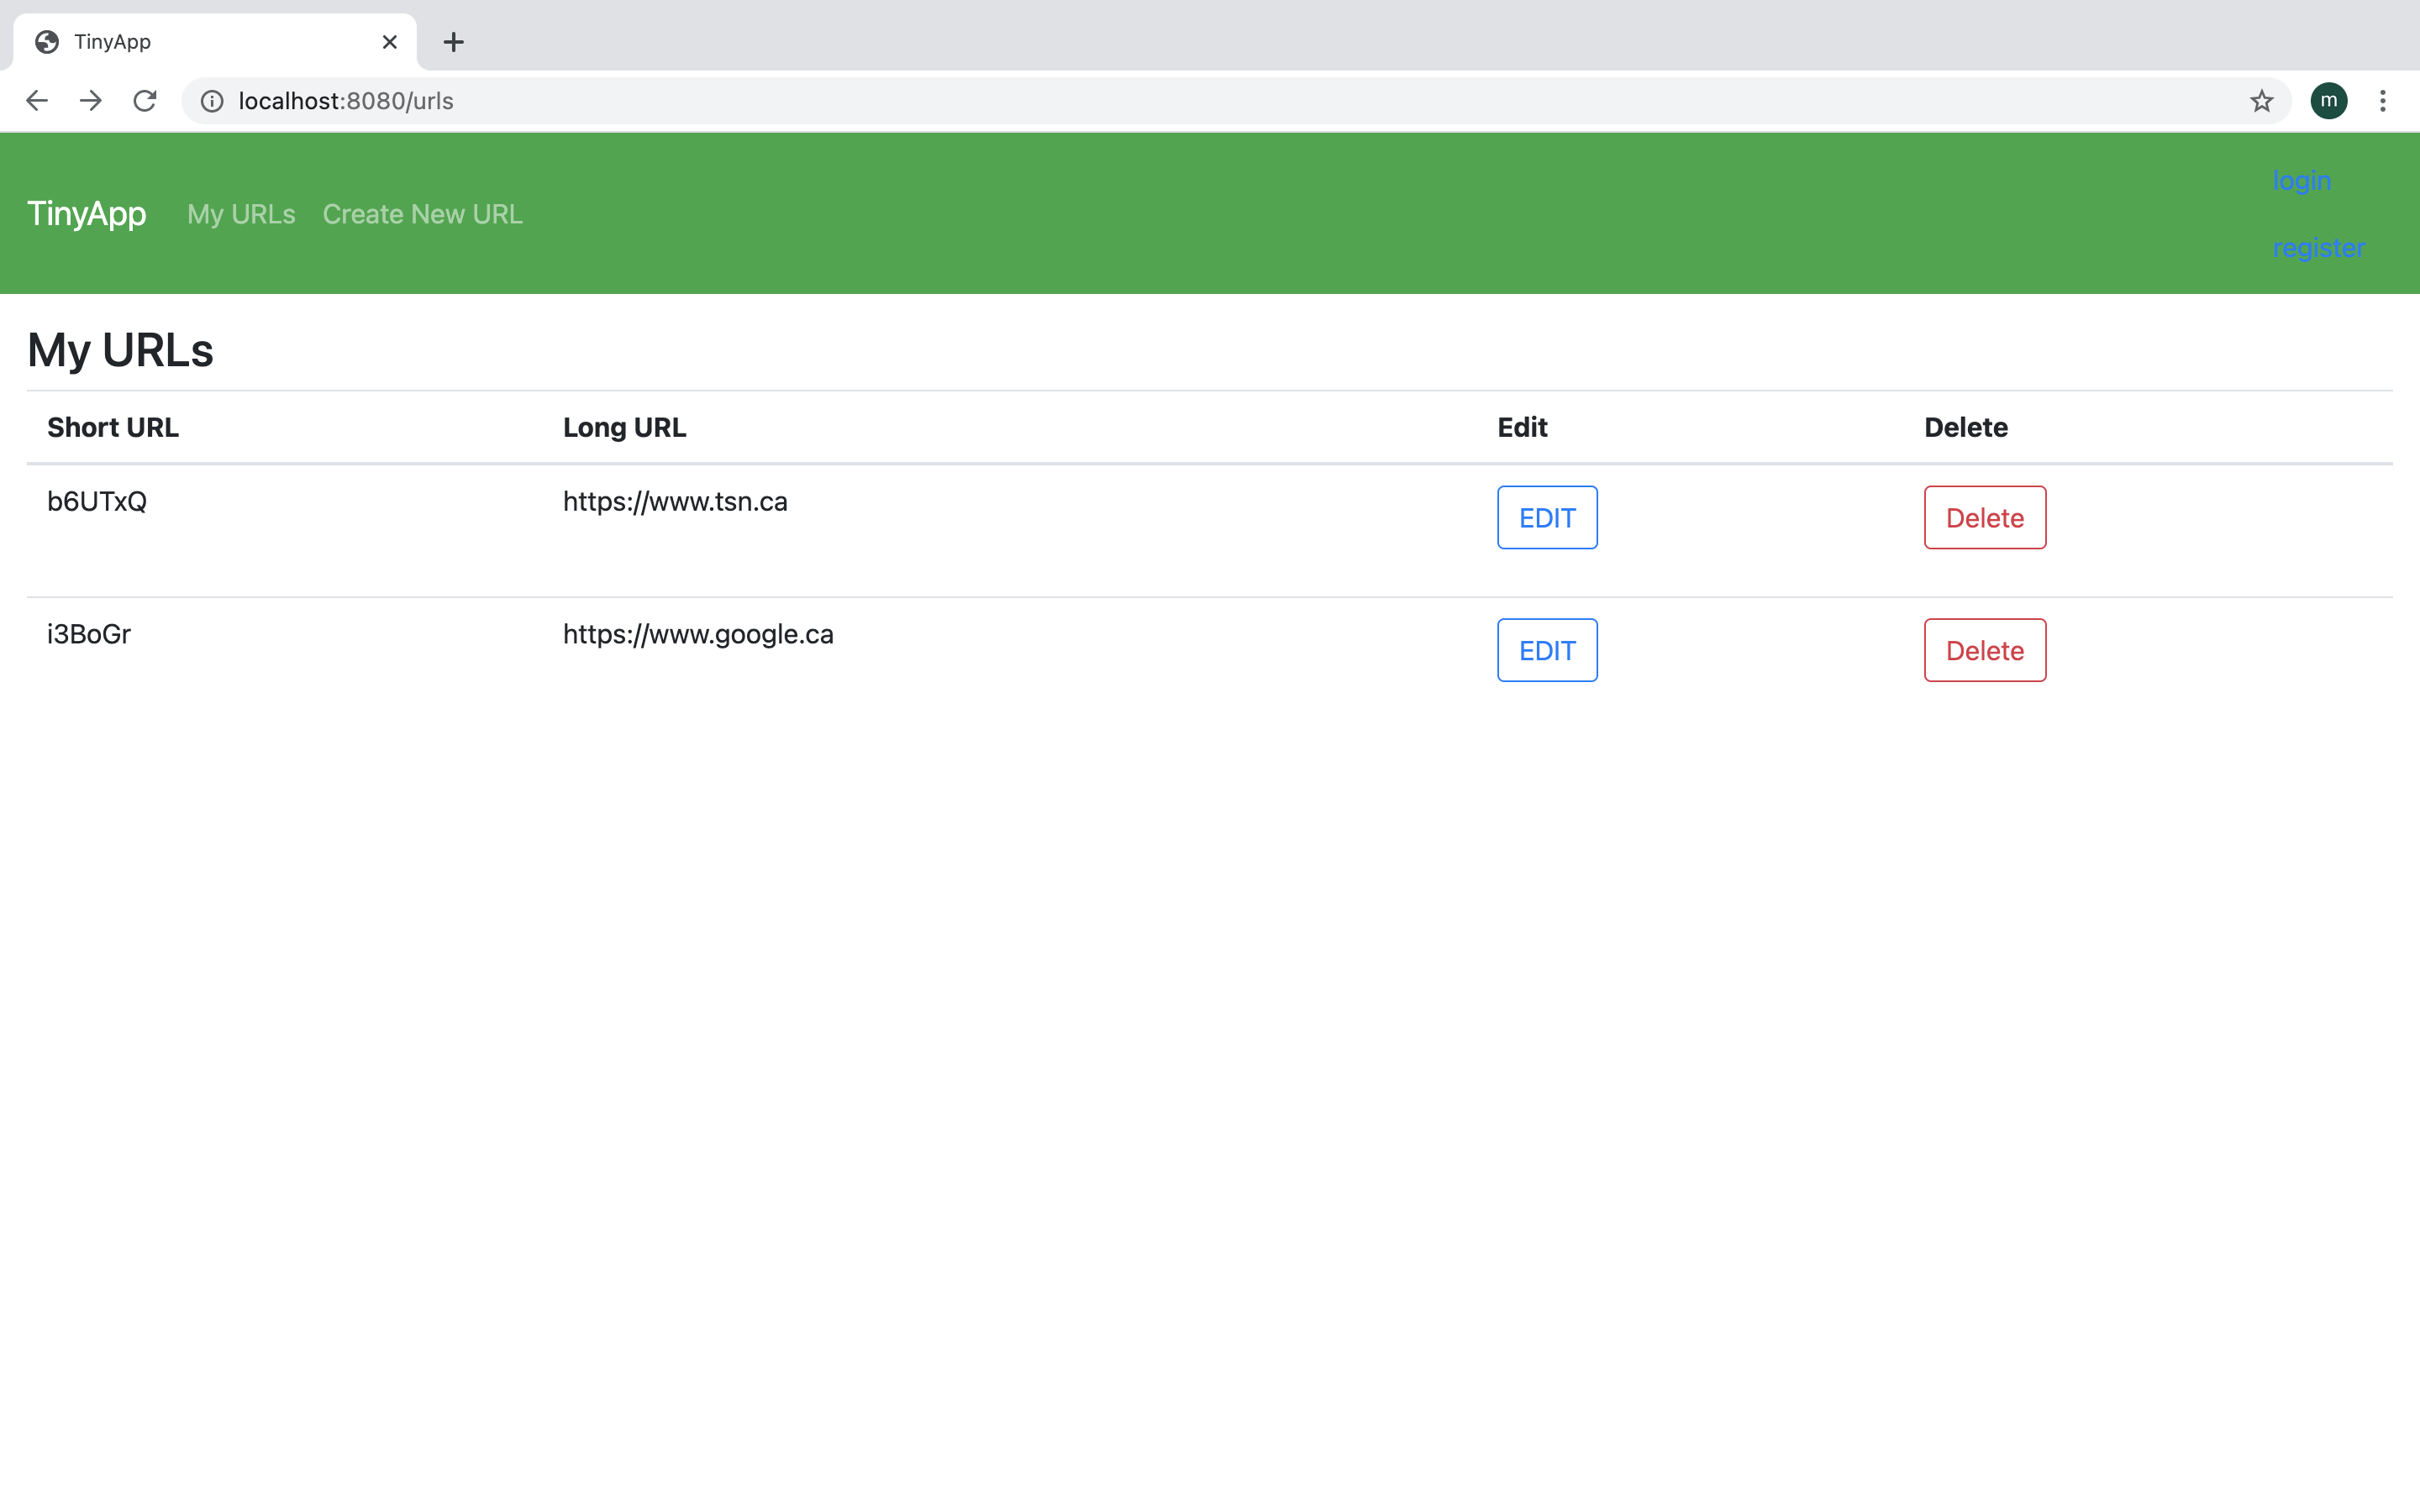 TinyApp
localhost:8080/urls
m
TinyApp My URLs Create New URL
login
register
My URLs
Short URL Long URL Edit Delete
b6UTxQ https://www.tsn.ca EDIT Delete
i3BoGr https://www.google.ca EDIT Delete